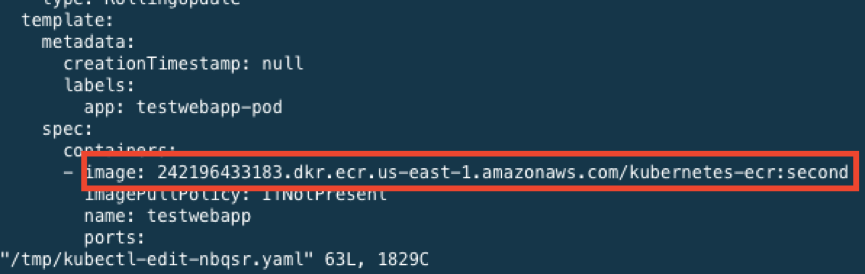 type: RollingUpdate
template:
metadata:
creationTimestamp: null
labels:
app: testwebapp-pod
spec:
containers:
- image: 242196433183.dkr.ecr.us-east-1.amazonaws.com/kubernetes-ecr:second
imagePullPolicy: IfNotPresent
name: testwebapp
ports:
"/tmp/kubectl-edit-nbqsr.yaml" 63L, 1829C